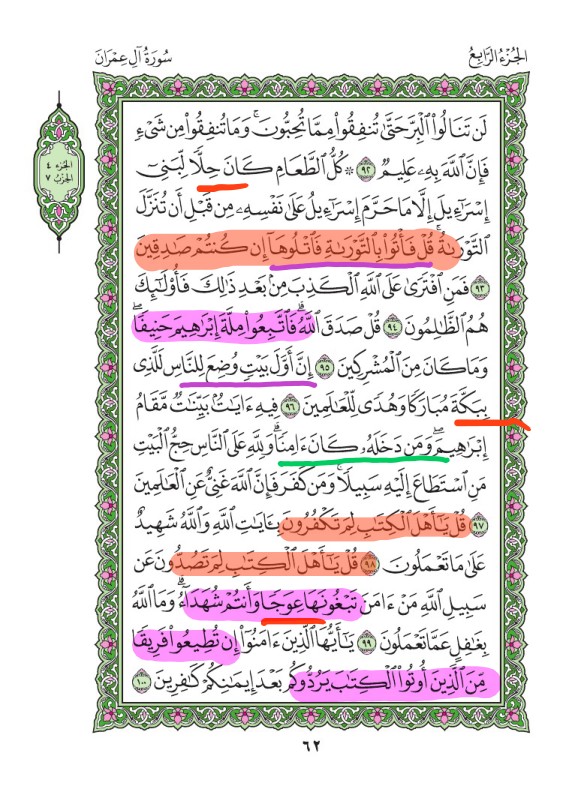 الجُزْءُ الرَّابِعُ
سُورَةُ آلِ عِمْرَانَ
الجزء ٤
الحزب ٧
لَن تَنَالُوا۟ ٱلْبِرَّ حَتَّىٰ تُنفِقُوا۟ مِمَّا تُحِبُّونَ ۚ وَمَا تُنفِقُوا۟ مِن شَىْءٍ
فَإِنَّ ٱللَّهَ بِهِۦ عَلِيمٌ ٩٢ ۞ كُلُّ ٱلطَّعَامِ كَانَ حِلًّا لِّبَنِىٓ
إِسْرَٰٓءِيلَ إِلَّا مَا حَرَّمَ إِسْرَٰٓءِيلُ عَلَىٰ نَفْسِهِۦ مِن قَبْلِ أَن تُنَزَّلَ
ٱلتَّوْرَىٰةُ ۗ قُلْ فَأْتُوا۟ بِٱلتَّوْرَىٰةِ فَٱتْلُوهَآ إِن كُنتُمْ صَـٰدِقِينَ
٩٣ فَمَنِ ٱفْتَرَىٰ عَلَى ٱللَّهِ ٱلْكَذِبَ مِنۢ بَعْدِ ذَٰلِكَ فَأُو۟لَـٰٓئِكَ
هُمُ ٱلظَّـٰلِمُونَ ٩٤ قُلْ صَدَقَ ٱللَّهُ ۗ فَٱتَّبِعُوا۟ مِلَّةَ إِبْرَٰهِيمَ حَنِيفًا ۖ
وَمَا كَانَ مِنَ ٱلْمُشْرِكِينَ ٩٥ إِنَّ أَوَّلَ بَيْتٍ وُضِعَ لِلنَّاسِ لَلَّذِى
بِبَكَّةَ مُبَارَكًا وَهُدًى لِّلْعَـٰلَمِينَ ٩٦ فِيهِ ءَايَـٰتٌۢ بَيِّنَـٰتٌ مَّقَامُ
إِبْرَٰهِيمَ ۖ وَمَن دَخَلَهُۥ كَانَ ءَامِنًا ۗ وَلِلَّهِ عَلَى ٱلنَّاسِ حِجُّ ٱلْبَيْتِ
مَنِ ٱسْتَطَاعَ إِلَيْهِ سَبِيلًا ۚ وَمَن كَفَرَ فَإِنَّ ٱللَّهَ غَنِىٌّ عَنِ ٱلْعَـٰلَمِينَ
٩٧ قُلْ يَـٰٓأَهْلَ ٱلْكِتَـٰبِ لِمَ تَكْفُرُونَ بِـَٔايَـٰتِ ٱللَّهِ وَٱللَّهُ شَهِيدٌ
عَلَىٰ مَا تَعْمَلُونَ ٩٨ قُلْ يَـٰٓأَهْلَ ٱلْكِتَـٰبِ لِمَ تَصُدُّونَ عَن
سَبِيلِ ٱللَّهِ مَنْ ءَامَنَ تَبْغُونَهَا عِوَجًا وَأَنتُمْ شُهَدَآءُ ۗ وَمَا ٱللَّهُ
بِغَـٰفِلٍ عَمَّا تَعْمَلُونَ ٩٩ يَـٰٓأَيُّهَا ٱلَّذِينَ ءَامَنُوٓا۟ إِن تُطِيعُوا۟ فَرِيقًا
مِّنَ ٱلَّذِينَ أُوتُوا۟ ٱلْكِتَـٰبَ يَرُدُّوكُم بَعْدَ إِيمَـٰنِكُمْ كَـٰفِرِينَ ١٠٠
٦٢